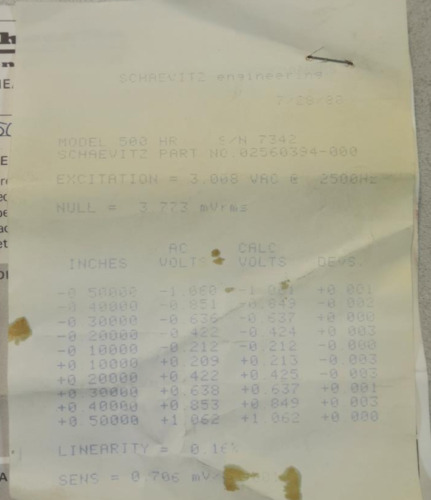 SCHAEVITZ engineering
MODEL 500 HR S/N 7342
SCHAEVITZ PART NO.02560394-000
EXCITATION = 3.008 VAC @ 2500Hz
NULL = 3.773 mVrms
AC CALC
INCHES VOLTS VOLTS DEVS.
-0 50000 -1.060 +0 001
-0 40000 -0 851 -0 849 -0 002
-0 30000 -0 636 -0 637 +0 000
-0 20000 -0 422 -0 424 +0 003
-0 10000 -0 212 -0 212 -0 000
+0 10000 +0 209 +0 213 -0 003
+0 20000 +0 422 +0 425 -0 003
+0 30000 +0 638 +0 637 +0 001
+0 40000 +0 853 +0 849 +0 003
+0 50000 +1 062 +1 062 +0 000
LINEARITY = 0.16%
SENS = 0 706 mV/